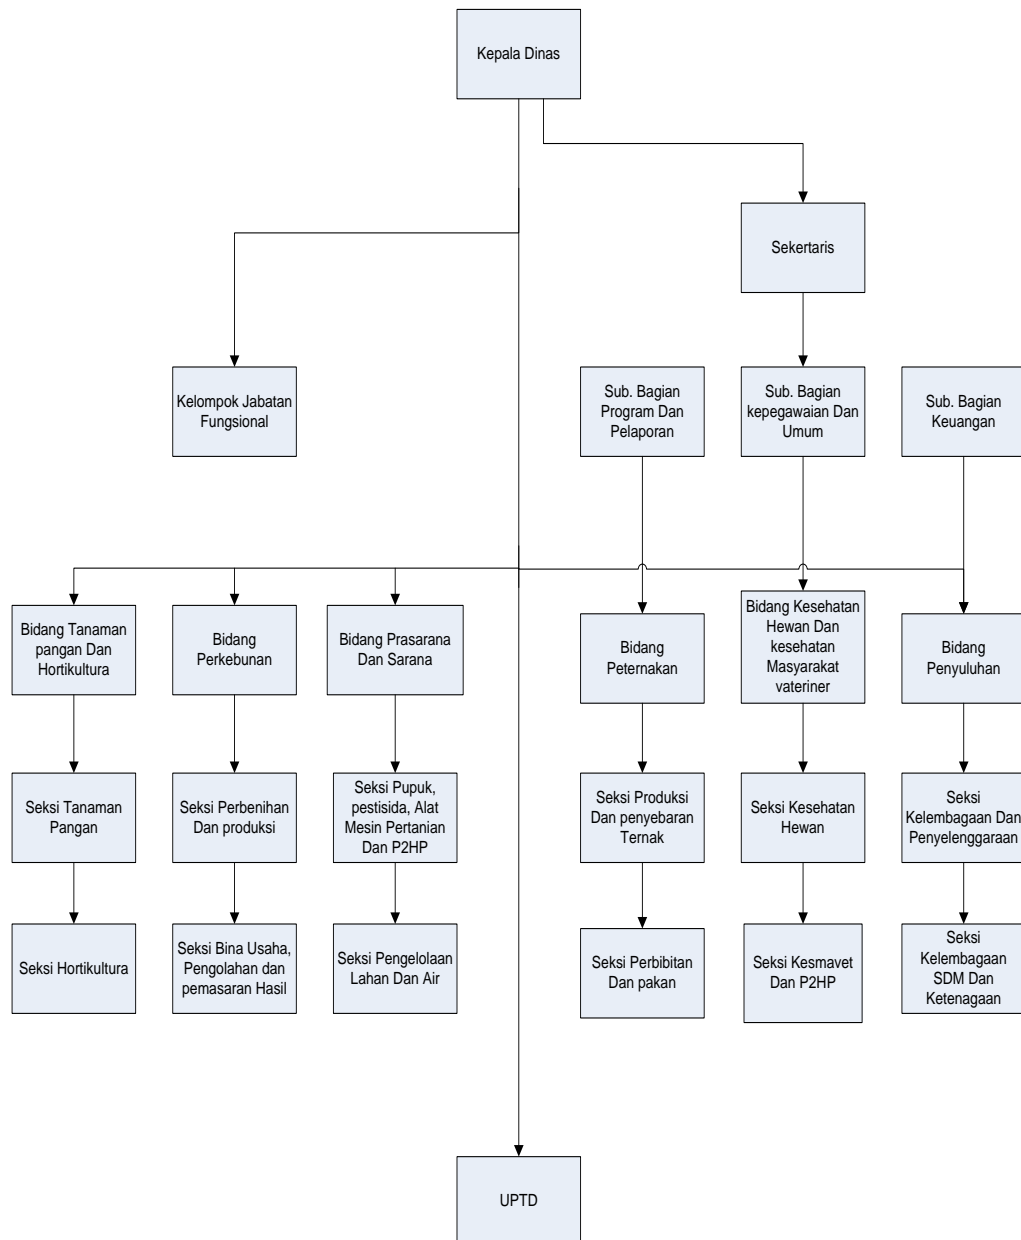 Kepala Dinas
Sekertaris
Kelompok Jabatan
Fungsional
Sub. Bagian
Program Dan
Pelaporan
Sub. Bagian
kepegawaian Dan
Umum
Sub. Bagian
Keuangan
Bidang Tanaman
pangan Dan
Hortikultura
Bidang
Perkebunan
Bidang Prasarana
Dan Sarana
Bidang
Peternakan
Bidang Kesehatan
Hewan Dan
kesehatan
Masyarakat
vateriner
Bidang
Penyuluhan
Seksi Tanaman
Pangan
Seksi Perbenihan
Dan produksi
Seksi Pupuk,
pestisida, Alat
Mesin Pertanian
Dan P2HP
Seksi Produksi
Dan penyebaran
Ternak
Seksi Kesehatan
Hewan
Seksi
Kelembagaan Dan
Penyelenggaraan
Seksi Hortikultura
Seksi Bina Usaha,
Pengolahan dan
pemasaran Hasil
Seksi Pengelolaan
Lahan Dan Air
Seksi Perbibitan
Dan pakan
Seksi Kesmavet
Dan P2HP
Seksi
Kelembagaan
SDM Dan
Ketenagaan
UPTD